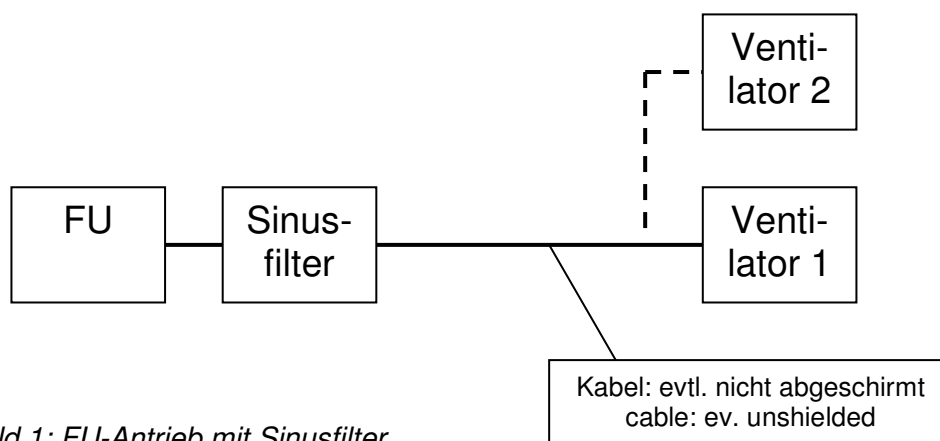 Venti-
lator 2
FU
Sinus-
filter
Venti-
lator 1
Kabel: evtl. nicht abgeschirmt
cable: ev. unshielded
1: FU-Antrieb mit Sinusfilter